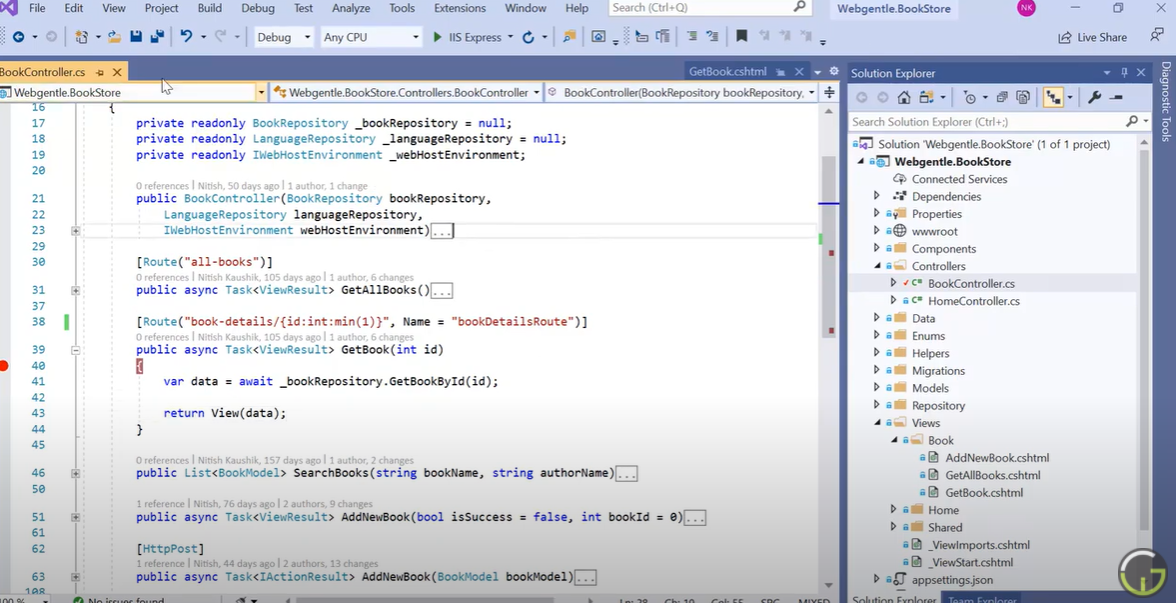 File Edit View Project Build Debug Test Analyze Tools Extensions Window Help Search (Ctrl+Q) Webgentle.BookStore NK
Debug Any CPU IIS Express Live Share
BookController.cs GetBook.cshtml Solution Explorer
Webgentle.BookStore Webgentle.BookStore.Controllers.BookController BookController(BookRepository bookRepository,
Search Solution Explorer (Ctrl+;)
Diagnostic Tools
16 {
17 private readonly BookRepository _bookRepository = null;
18 private readonly LanguageRepository _languageRepository = null;
19 private readonly IWebHostEnvironment _webHostEnvironment;
20
0 references | Nitish, 50 days ago | 1 author, 1 change
21 public BookController(BookRepository bookRepository,
22 LanguageRepository languageRepository,
23 IWebHostEnvironment webHostEnvironment)...
29
30 [Route("all-books")]
0 references | Nitish Kaushik, 105 days ago | 1 author, 6 changes
31 public async Task<ViewResult> GetAllBooks()...
37
38 [Route("book-details/{id:int:min(1)}", Name = "bookDetailsRoute")]
0 references | Nitish Kaushik, 105 days ago | 1 author, 6 changes
39 public async Task<ViewResult> GetBook(int id)
40 {
41 var data = await _bookRepository.GetBookById(id);
42
43 return View(data);
44 }
45
0 references | Nitish Kaushik, 157 days ago | 1 author, 2 changes
46 public List<BookModel> SearchBooks(string bookName, string authorName)...
50
1 reference | Nitish, 76 days ago | 2 authors, 9 changes
51 public async Task<ViewResult> AddNewBook(bool isSuccess = false, int bookId = 0)...
61
62 [HttpPost]
1 reference | Nitish, 44 days ago | 2 authors, 13 changes
63 public async Task<IActionResult> AddNewBook(BookModel bookModel)...
108
No issues found Ln: 28 Ch: 10 Col: 55 SPC MIXED
Solution 'Webgentle.BookStore' (1 of 1 project)
Webgentle.BookStore
Connected Services
Dependencies
Properties
wwwroot
Components
Controllers
BookController.cs
HomeController.cs
Data
Enums
Helpers
Migrations
Models
Repository
Views
Book
AddNewBook.cshtml
GetAllBooks.cshtml
GetBook.cshtml
Home
Shared
_ViewImports.cshtml
_ViewStart.cshtml
appsettings.json
Solution Explorer Team Explorer